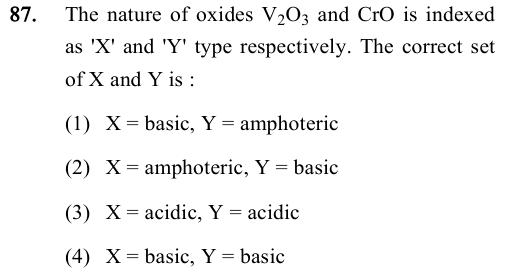 87. The nature of oxides V₂O₃ and CrO is indexed
as 'X' and 'Y' type respectively. The correct set
of X and Y is :
(1) X = basic, Y = amphoteric
(2) X = amphoteric, Y = basic
(3) X = acidic, Y = acidic
(4) X = basic, Y = basic